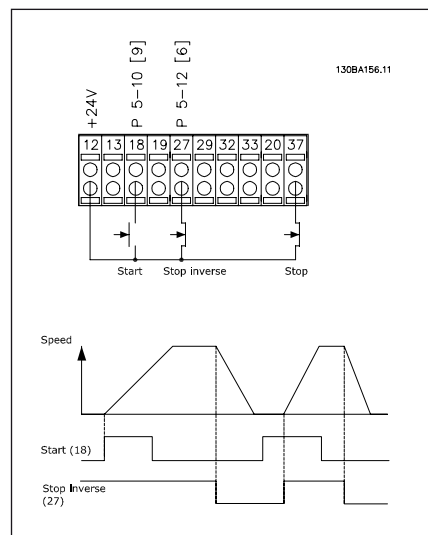 130BA156.11
+24V
P 5-10 [9]
P 5-12 [6]
12 13 18 19 27 29 32 33 20 37
Start Stop inverse Stop
Speed
Start (18)
Stop Inverse
(27)